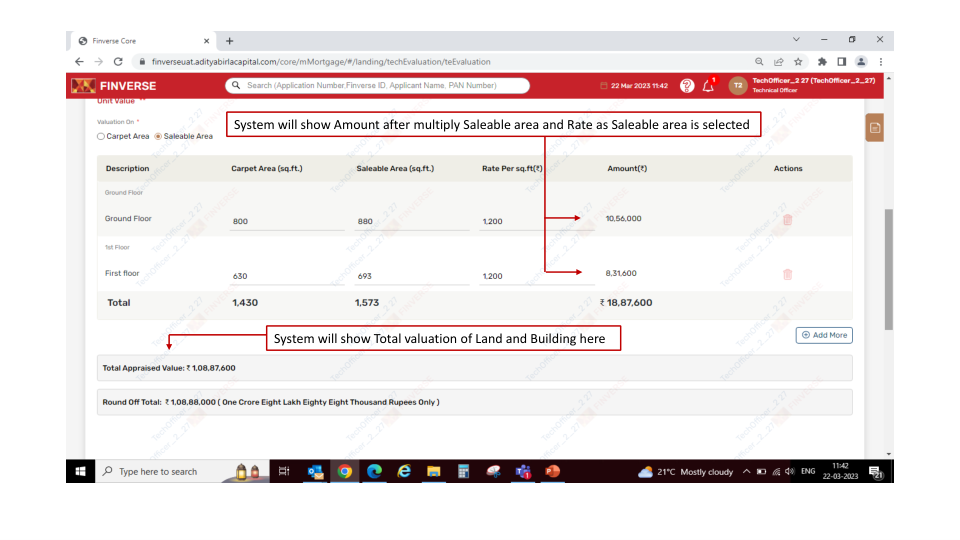 Finverse Core
finverseuat.adityabirlacapital.com/core/mMortgage/#/landing/techEvaluation/teEvaluation
FINVERSE
Search (Application Number,Finverse ID, Applicant Name, PAN Number)
22 Mar 2023 11:42
T2
TechOfficer_2 27 (TechOfficer_2_27)
Technical Officer
Unit Value **
Valuation On *
Carpet Area
Saleable Area
System will show Amount after multiply Saleable area and Rate as Saleable area is selected
Description Carpet Area (sq.ft.) Saleable Area (sq.ft.) Rate Per sq.ft(₹) Amount(₹) Actions
Ground Floor
Ground Floor 800 880 1,200 10,56,000
1st Floor
First floor 630 693 1,200 8,31,600
Total 1,430 1,573 ₹ 18,87,600
Add More
System will show Total valuation of Land and Building here
Total Appraised Value: ₹ 1,08,87,600
Round Off Total: ₹ 1,08,88,000 ( One Crore Eight Lakh Eighty Eight Thousand Rupees Only )
Type here to search
21°C Mostly cloudy
ENG
11:42
22-03-2023
21